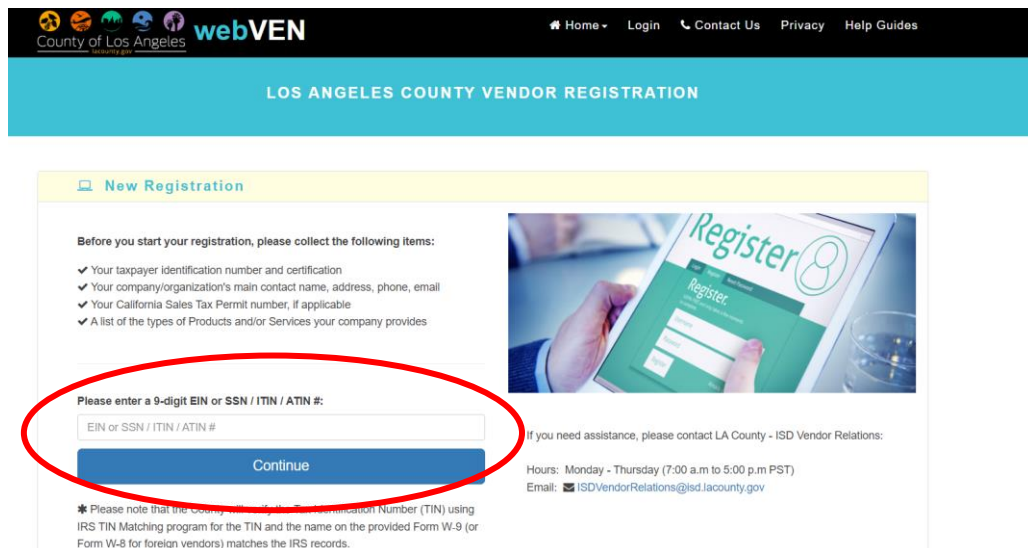 County of Los Angeles
lacounty.gov
webVEN
Home Login Contact Us Privacy Help Guides
LOS ANGELES COUNTY VENDOR REGISTRATION
New Registration
Before you start your registration, please collect the following items:
Your taxpayer identification number and certification
Your company/organization's main contact name, address, phone, email
Your California Sales Tax Permit number, if applicable
A list of the types of Products and/or Services your company provides
Register
Register
Username
Password
Register
Please enter a 9-digit EIN or SSN / ITIN / ATIN #:
EIN or SSN / ITIN / ATIN #
Continue
✱ Please note that the County will verify the Tax Identification Number (TIN) using
IRS TIN Matching program for the TIN and the name on the provided Form W-9 (or
Form W-8 for foreign vendors) matches the IRS records.
If you need assistance, please contact LA County - ISD Vendor Relations:
Hours: Monday - Thursday (7:00 a.m to 5:00 p.m PST)
Email: ISDVendorRelations@isd.lacounty.gov